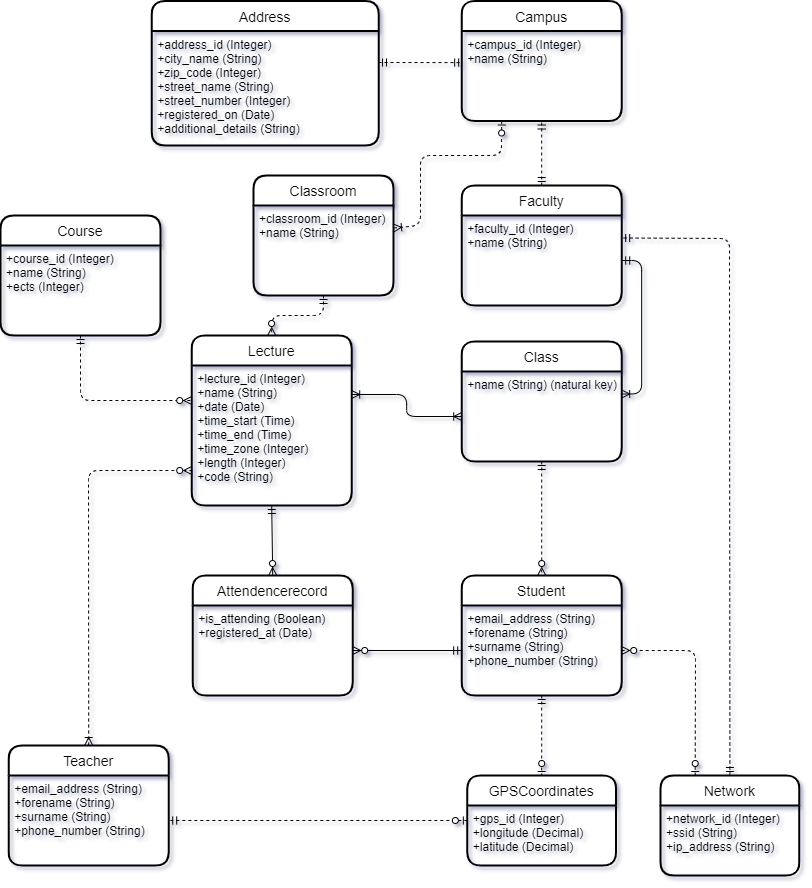 Address
+address_id (Integer)
+city_name (String)
+zip_code (Integer)
+street_name (String)
+street_number (Integer)
+registered_on (Date)
+additional_details (String)
Campus
+campus_id (Integer)
+name (String)
Classroom
+classroom_id (Integer)
+name (String)
Faculty
+faculty_id (Integer)
+name (String)
Course
+course_id (Integer)
+name (String)
+ects (Integer)
Lecture
+lecture_id (Integer)
+name (String)
+date (Date)
+time_start (Time)
+time_end (Time)
+time_zone (Integer)
+length (Integer)
+code (String)
Class
+name (String) (natural key)
Attendencerecord
+is_attending (Boolean)
+registered_at (Date)
Student
+email_address (String)
+forename (String)
+surname (String)
+phone_number (String)
Teacher
+email_address (String)
+forename (String)
+surname (String)
+phone_number (String)
GPSCoordinates
+gps_id (Integer)
+longitude (Decimal)
+latitude (Decimal)
Network
+network_id (Integer)
+ssid (String)
+ip_address (String)